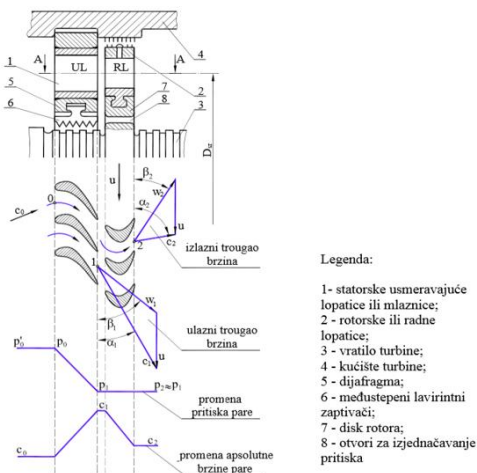 A
A
UL
RL
1
5
6
4
2
7
8
3
D_sr
u
β₂
w₂
α₂
u
c₂
c₀
0
2
izlazni trougao
brzina
1
w₁
β₁
α₁
c₁
u
ulazni trougao
brzina
p'₀
p₀
p₁
p₂≈p₁
promena
pritiska pare
c₁
c₀
c₂
promena apsolutne
brzine pare
Legenda:
1- statorske usmeravajuće
lopatice ili mlaznice;
2 - rotorske ili radne
lopatice;
3 - vratilo turbine;
4 - kućište turbine;
5 - dijafragma;
6 - međustepeni lavirintni
zaptivači;
7 - disk rotora;
8 - otvori za izjednačavanje
pritiska